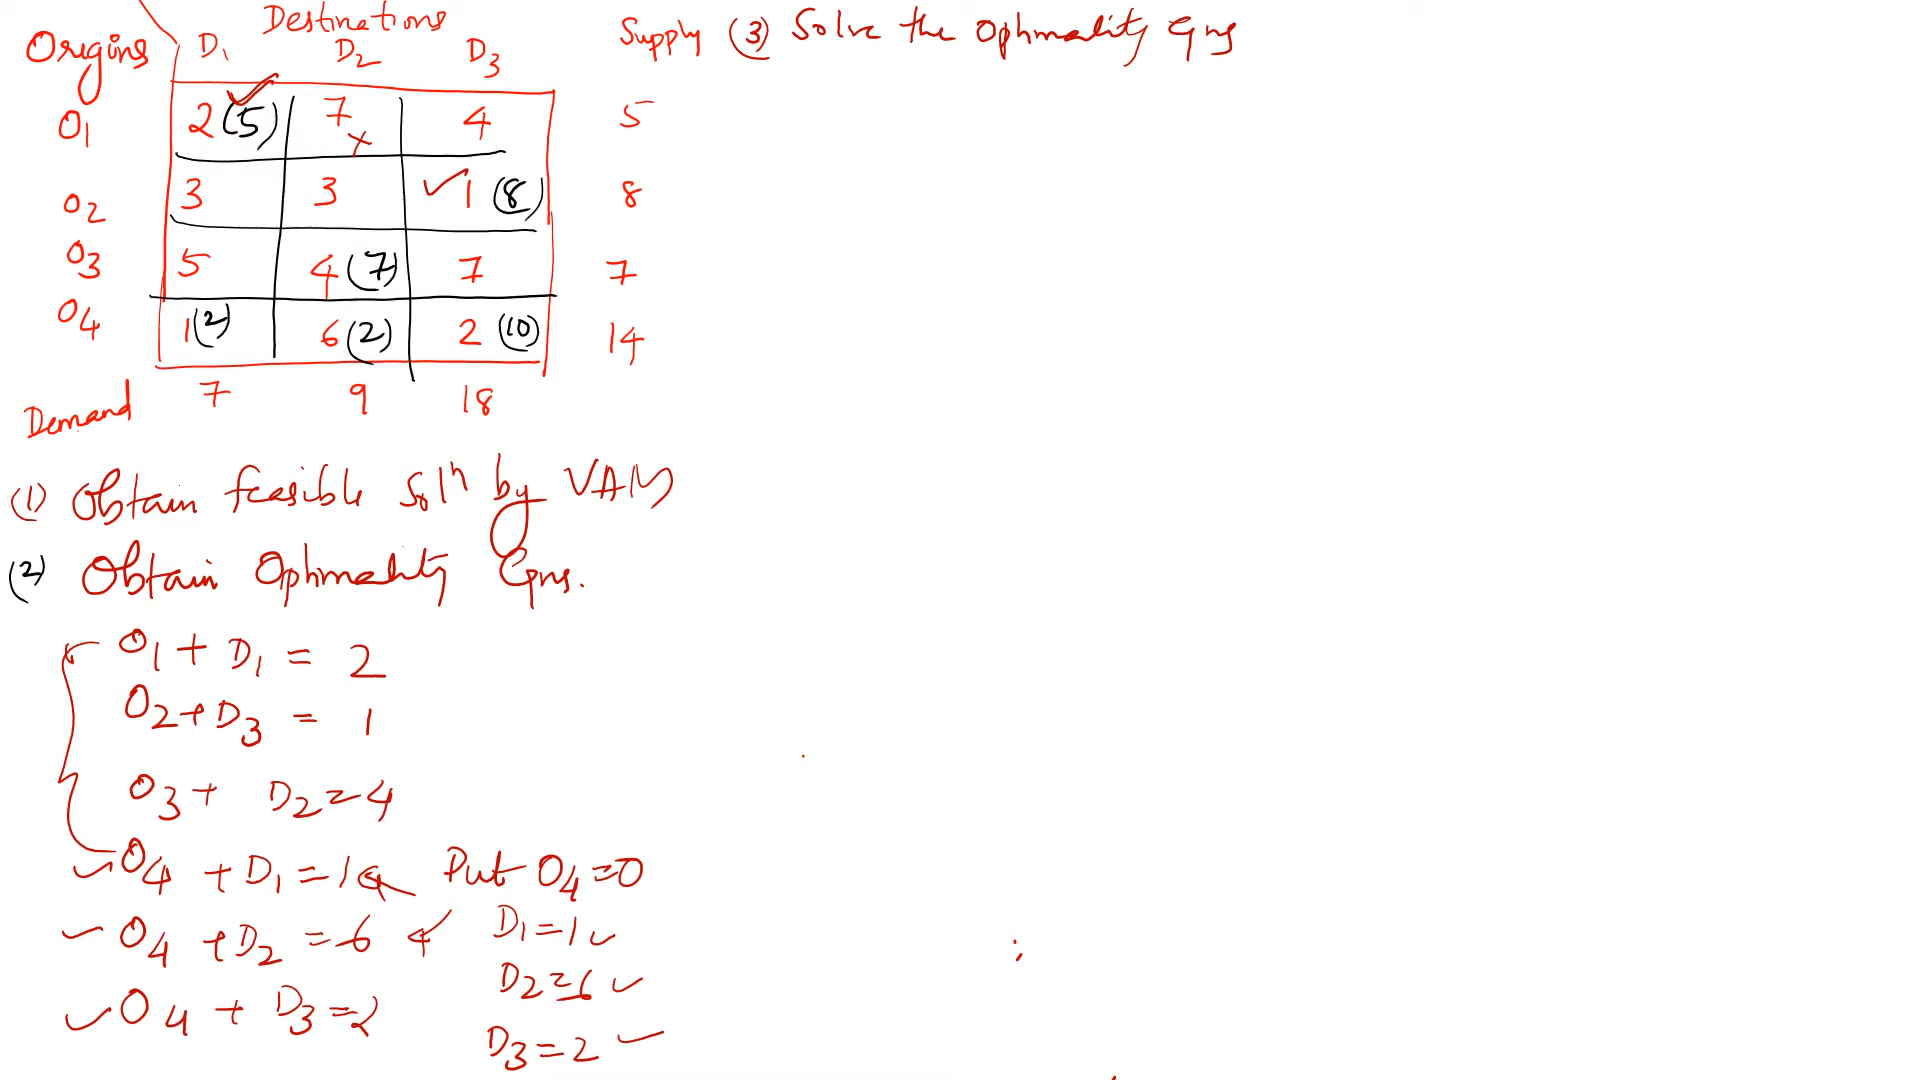 Destinations
Origins D1 D2 D3 Supply
O1 2 (5) 7 4 5
O2 3 3 1 (8) 8
O3 5 4 (7) 7 7
O4 1 (2) 6 (2) 2 (10) 14
Demand 7 9 18
(1) Obtain feasible Soln by VAM
(2) Obtain Optimality Eqns.
O1 + D1 = 2
O2 + D3 = 1
O3 + D2 = 4
O4 + D1 = 1 Put O4 = 0
O4 + D2 = 6 D1 = 1
D2 = 6
O4 + D3 = 2
D3 = 2
(3) Solve the Optimality Eqns